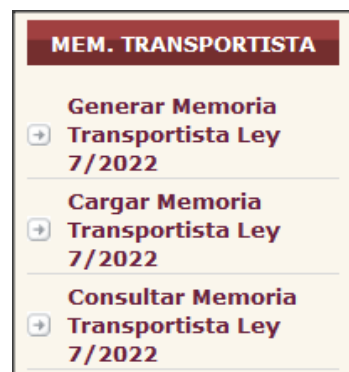 MEM. TRANSPORTISTA
Generar Memoria
Transportista Ley
7/2022
Cargar Memoria
Transportista Ley
7/2022
Consultar Memoria
Transportista Ley
7/2022